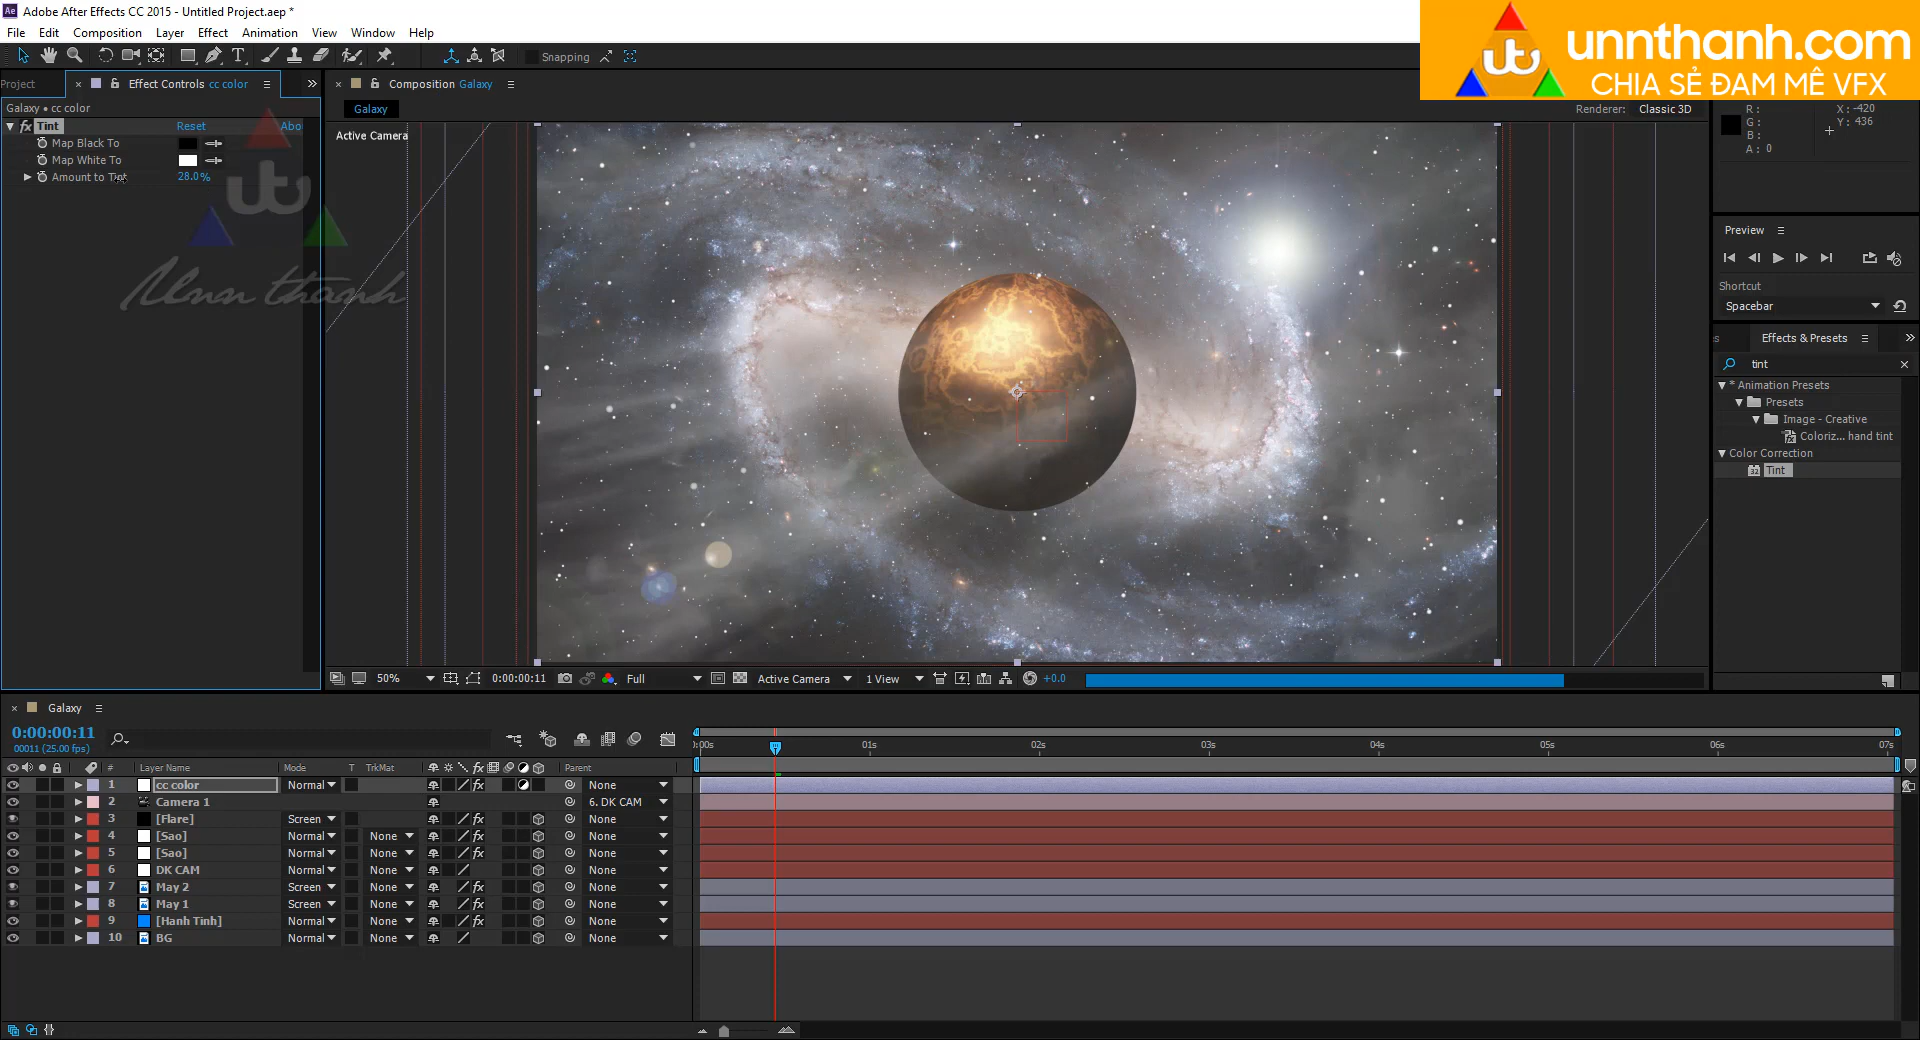 Ae Adobe After Effects CC 2015 - Untitled Project.aep *
File Edit Composition Layer Effect Animation View Window Help
Snapping
unnthanh.com
CHIA SẺ ĐAM MÊ VFX
Project × Effect Controls cc color
× Composition Galaxy
Galaxy • cc color
Galaxy
Renderer: Classic 3D
R:
G:
B:
A: 0
X: -420
Y: 436
fx Tint Reset Abo
Map Black To
Map White To
Amount to Tint 28.0%
ut
Unn thanh
Active Camera
Preview
Shortcut
Spacebar
Effects & Presets
tint
* Animation Presets
Presets
Image - Creative
Coloriz... hand tint
Color Correction
Tint
50% 0:00:00:11 Full Active Camera 1 View +0.0
× Galaxy
0:00:00:11
00011 (25.00 fps)
):00s 01s 02s 03s 04s 05s 06s 07s
# Layer Name Mode T TrkMat Parent
1 cc color Normal None
2 Camera 1 6. DK CAM
3 [Flare] Screen None
4 [Sao] Normal None None
5 [Sao] Normal None None
6 DK CAM Normal None None
7 May 2 Screen None None
8 May 1 Screen None None
9 [Hanh Tinh] Normal None None
10 BG Normal None None